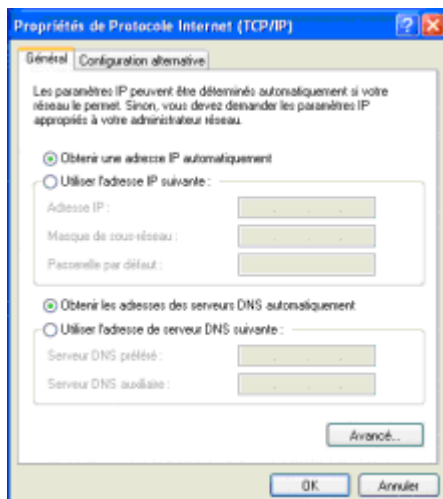 Propriétés de Protocole Internet (TCP/IP)
Général
Configuration alternative
Les paramètres IP peuvent être déterminés automatiquement si votre
réseau le permet. Sinon, vous devez demander les paramètres IP
appropriés à votre administrateur réseau.
Obtenir une adresse IP automatiquement
Utiliser l'adresse IP suivante :
Adresse IP :
Masque de sous-réseau :
Passerelle par défaut :
Obtenir les adresses des serveurs DNS automatiquement
Utiliser l'adresse de serveur DNS suivante :
Serveur DNS préféré :
Serveur DNS auxiliaire :
Avancé...
OK
Annuler